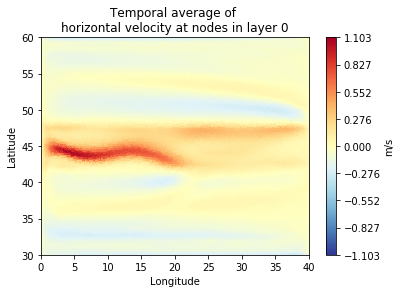 Temporal average of
horizontal velocity at nodes in layer 0
60
55
50
45
40
35
30
Latitude
0 5 10 15 20 25 30 35 40
Longitude
1.103
0.827
0.552
0.276
0.000
−0.276
−0.552
−0.827
−1.103
m/s